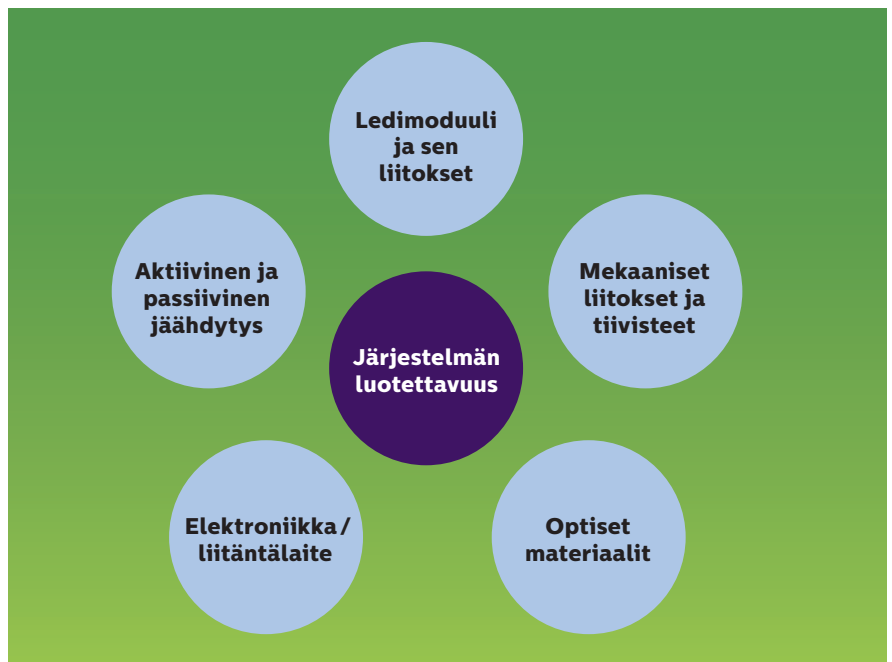 Ledimoduuli
ja sen
liitokset
Aktiivinen ja
passiivinen
jäähdytys
Mekaaniset
liitokset ja
tiivisteet
Järjestelmän
luotettavuus
Elektroniikka/
liitäntälaite
Optiset
materiaalit